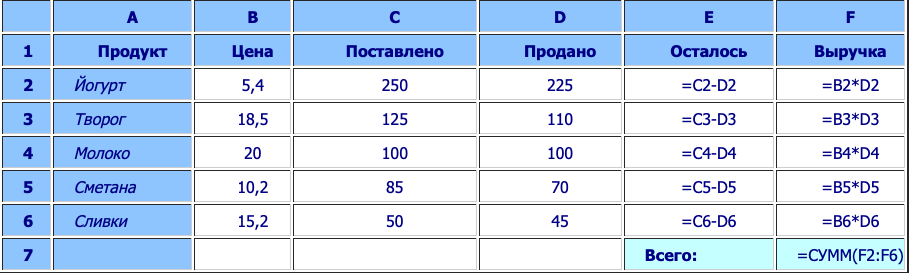 A B C D E F
1 Продукт Цена Поставлено Продано Осталось Выручка
2 Йогурт 5,4 250 225 =C2-D2 =B2*D2
3 Творог 18,5 125 110 =C3-D3 =B3*D3
4 Молоко 20 100 100 =C4-D4 =B4*D4
5 Сметана 10,2 85 70 =C5-D5 =B5*D5
6 Сливки 15,2 50 45 =C6-D6 =B6*D6
7 Всего: =СУММ(F2:F6)